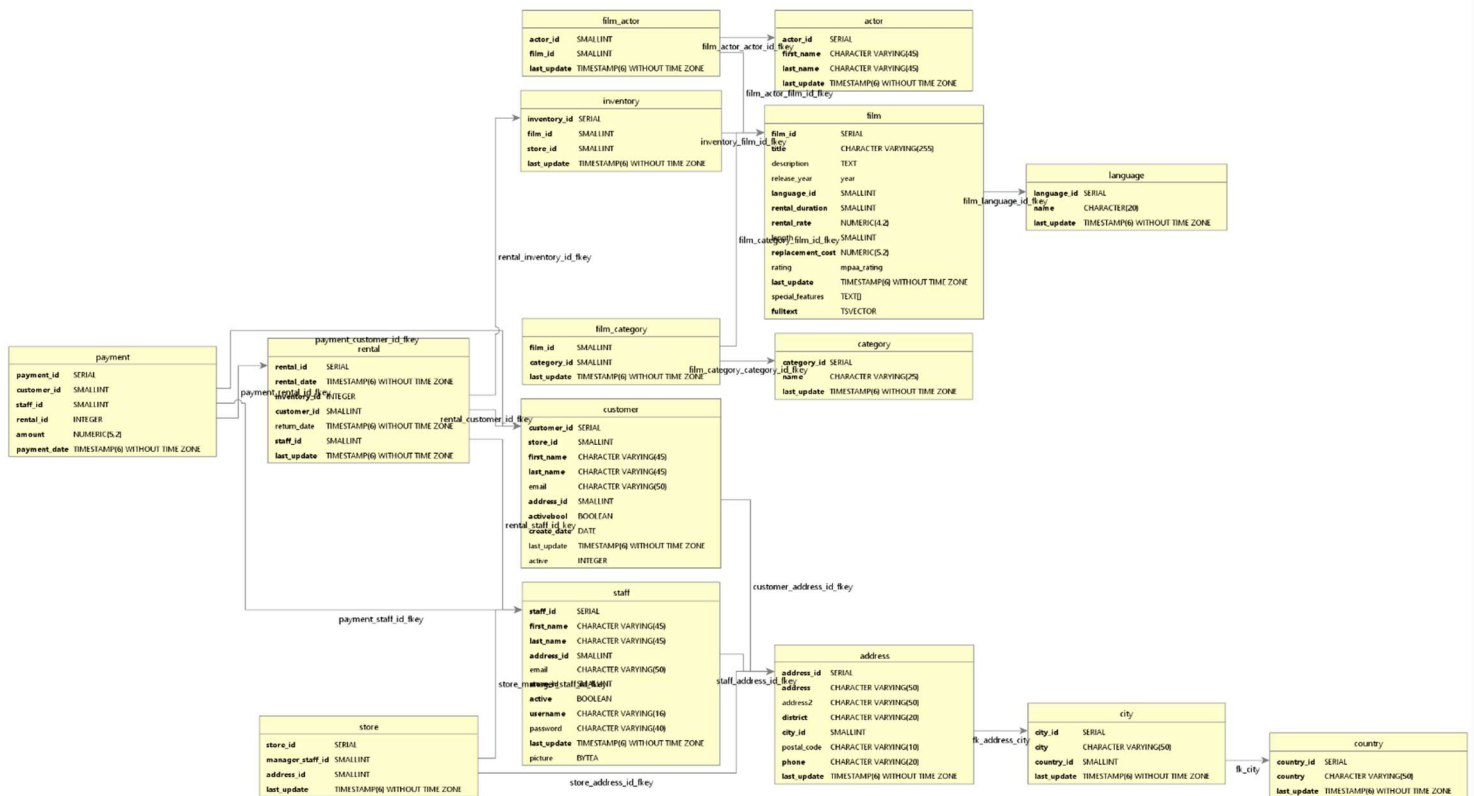 film_actor
actor_id SMALLINT
film_id SMALLINT
last_update TIMESTAMP(6) WITHOUT TIME ZONE
film_actor_actor_id_fkey
actor
actor_id SERIAL
first_name CHARACTER VARYING(45)
last_name CHARACTER VARYING(45)
last_update TIMESTAMP(6) WITHOUT TIME ZONE
film_actor_film_id_fkey
inventory
inventory_id SERIAL
film_id SMALLINT
store_id SMALLINT
last_update TIMESTAMP(6) WITHOUT TIME ZONE
inventory_film_id_fkey
film
film_id SERIAL
title CHARACTER VARYING(255)
description TEXT
release_year year
language_id SMALLINT
rental_duration SMALLINT
rental_rate NUMERIC(4,2)
length SMALLINT
replacement_cost NUMERIC(5,2)
rating mpaa_rating
last_update TIMESTAMP(6) WITHOUT TIME ZONE
special_features TEXT[]
fulltext TSVECTOR
film_language_id_fkey
language
language_id SERIAL
name CHARACTER(20)
last_update TIMESTAMP(6) WITHOUT TIME ZONE
film_category_film_id_fkey
rental_inventory_id_fkey
film_category
film_id SMALLINT
category_id SMALLINT
last_update TIMESTAMP(6) WITHOUT TIME ZONE
film_category_category_id_fkey
category
category_id SERIAL
name CHARACTER VARYING(25)
last_update TIMESTAMP(6) WITHOUT TIME ZONE
payment
payment_id SERIAL
customer_id SMALLINT
staff_id SMALLINT
rental_id INTEGER
amount NUMERIC(5,2)
payment_date TIMESTAMP(6) WITHOUT TIME ZONE
payment_customer_id_fkey
payment_rental_id_fkey
rental
rental_id SERIAL
rental_date TIMESTAMP(6) WITHOUT TIME ZONE
inventory_id INTEGER
customer_id SMALLINT
return_date TIMESTAMP(6) WITHOUT TIME ZONE
staff_id SMALLINT
last_update TIMESTAMP(6) WITHOUT TIME ZONE
rental_customer_id_fkey
customer
customer_id SERIAL
store_id SMALLINT
first_name CHARACTER VARYING(45)
last_name CHARACTER VARYING(45)
email CHARACTER VARYING(50)
address_id SMALLINT
activebool BOOLEAN
create_date DATE
last_update TIMESTAMP(6) WITHOUT TIME ZONE
active INTEGER
rental_staff_id_key
customer_address_id_fkey
payment_staff_id_fkey
staff
staff_id SERIAL
first_name CHARACTER VARYING(45)
last_name CHARACTER VARYING(45)
address_id SMALLINT
email CHARACTER VARYING(50)
store_id SMALLINT
active BOOLEAN
username CHARACTER VARYING(16)
password CHARACTER VARYING(40)
last_update TIMESTAMP(6) WITHOUT TIME ZONE
picture BYTEA
store_manager_staff_id_fkey
staff_address_id_fkey
store
store_id SERIAL
manager_staff_id SMALLINT
address_id SMALLINT
last_update TIMESTAMP(6) WITHOUT TIME ZONE
store_address_id_fkey
address
address_id SERIAL
address CHARACTER VARYING(50)
address2 CHARACTER VARYING(50)
district CHARACTER VARYING(20)
city_id SMALLINT
postal_code CHARACTER VARYING(10)
phone CHARACTER VARYING(20)
last_update TIMESTAMP(6) WITHOUT TIME ZONE
fk_address_city
city
city_id SERIAL
city CHARACTER VARYING(50)
country_id SMALLINT
last_update TIMESTAMP(6) WITHOUT TIME ZONE
fk_city
country
country_id SERIAL
country CHARACTER VARYING(50)
last_update TIMESTAMP(6) WITHOUT TIME ZONE